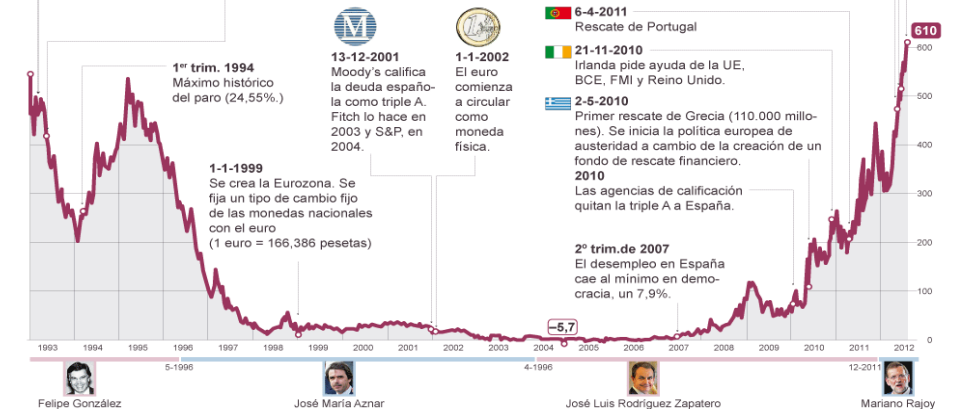 6-4-2011
Rescate de Portugal
610
600
13-12-2001
Moody's califica
la deuda españo-
la como triple A.
Fitch lo hace en
2003 y S&P, en
2004.
1-1-2002
El euro
comienza
a circular
como
moneda
física.
21-11-2010
Irlanda pide ayuda de la UE,
BCE, FMI y Reino Unido.
1er trim. 1994
Máximo histórico
del paro (24,55%.)
500
2-5-2010
Primer rescate de Grecia (110.000 millo-
nes). Se inicia la política europea de
austeridad a cambio de la creación de un
fondo de rescate financiero.
400
1-1-1999
Se crea la Eurozona. Se
fija un tipo de cambio fijo
de las monedas nacionales
con el euro
(1 euro = 166,386 pesetas)
2010
Las agencias de calificación
quitan la triple A a España.
300
200
2º trim.de 2007
El desempleo en España
cae al mínimo en demo-
cracia, un 7,9%.
100
–5,7
0
1993 1994 1995 1996 1997 1998 1999 2000 2001 2002 2003 2004 2005 2006 2007 2008 2009 2010 2011 2012
5-1996 4-1996 12-2011
Felipe González José María Aznar José Luis Rodríguez Zapatero Mariano Rajoy